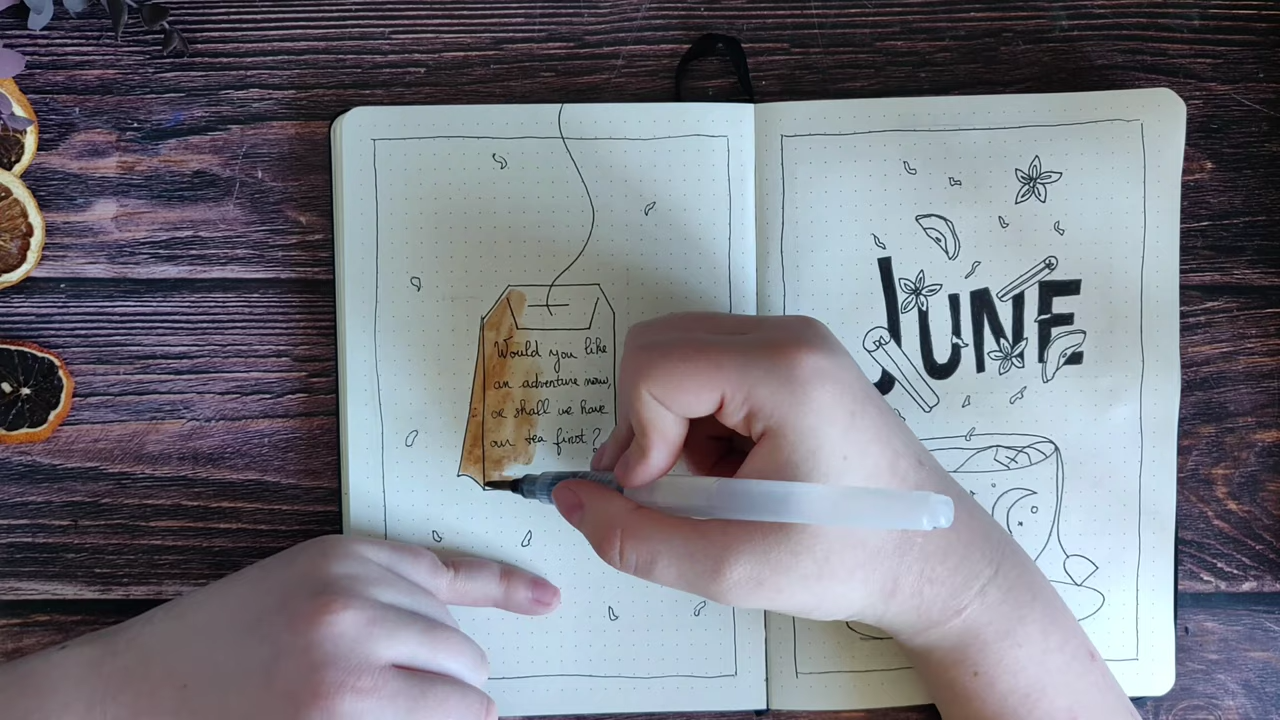 Would you like
an adventure now,
or shall we have
our tea first?
JUNE